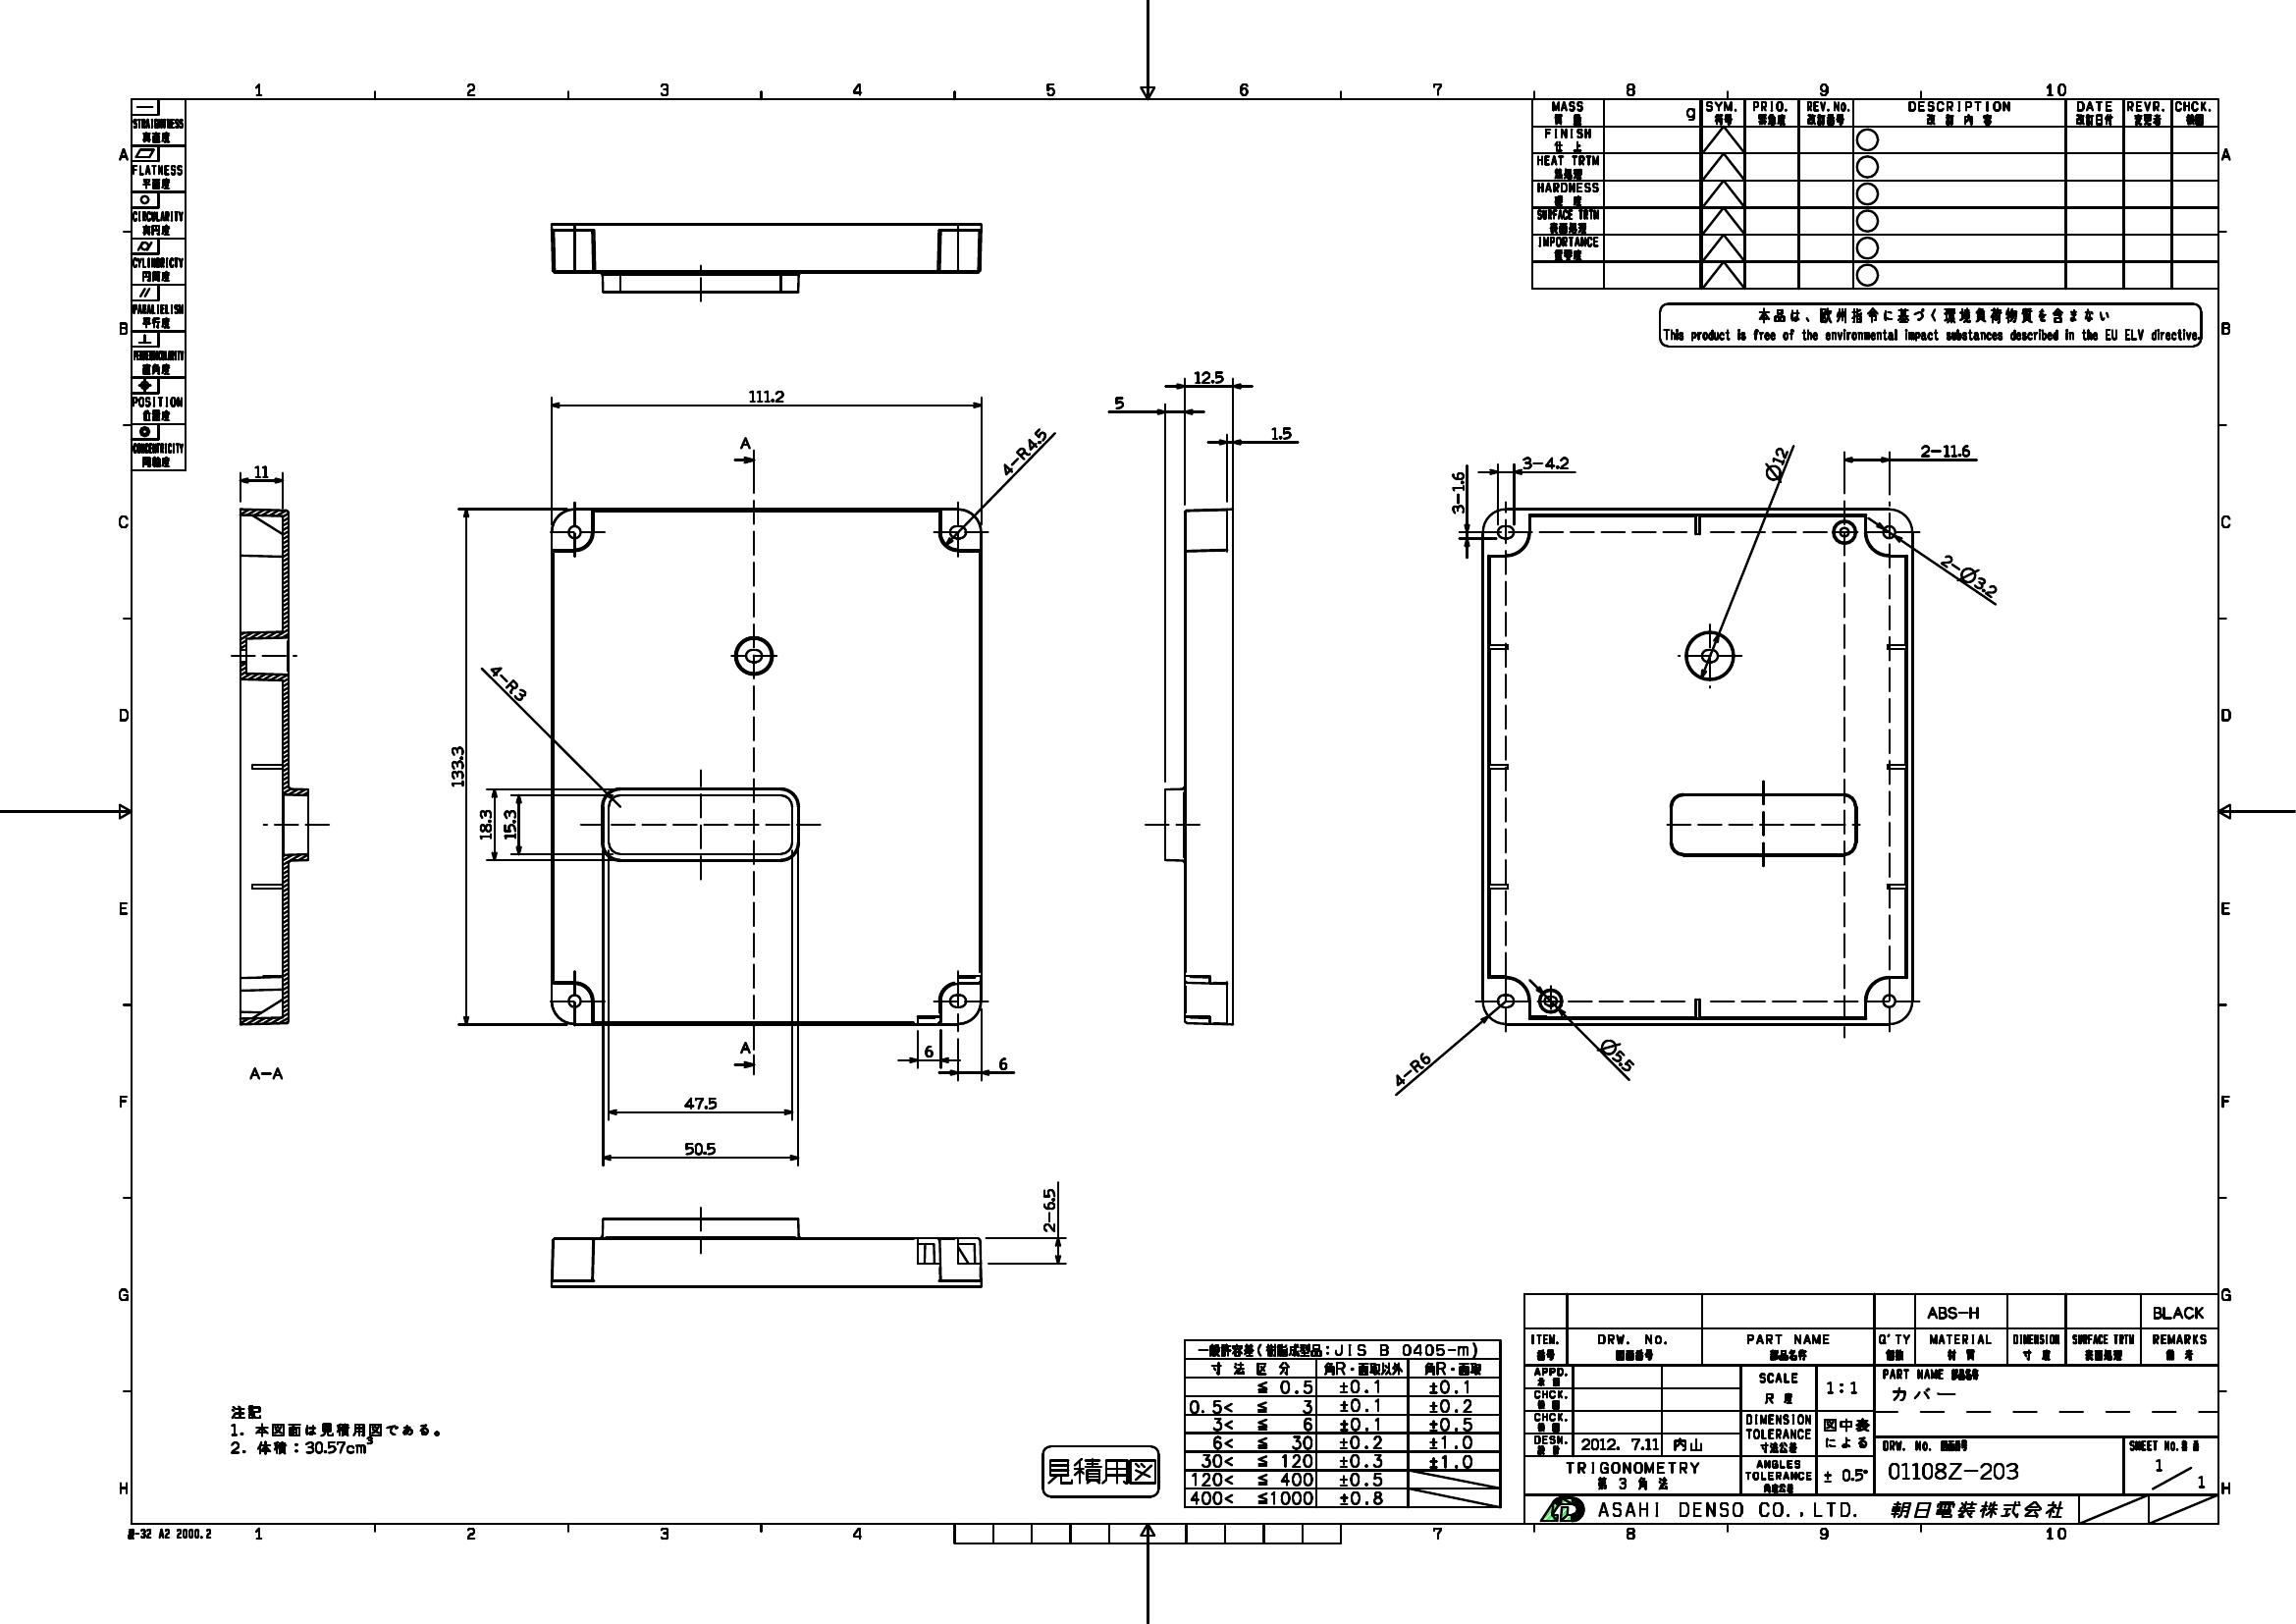 1 2 3 4 5 6 7 8 9 10
A
B
C
D
E
F
G
H
STRAIGHTNESS
真直度
FLATNESS
平面度
CIRCULARITY
真円度
CYLINDRICTY
円筒度
PARALIELISM
平行度
直角度
POSITION
位置度
CONCENTRICITY
同軸度
MASS g SYM. PRIO. REV. No. DESCRIPTION DATE REVR. CHCK.
質量 符号 緊急度 改訂番号 改訂内容 改訂日付 変更者 検図
FINISH
仕上
HEAT TRTM
熱処理
HARDNESS
硬度
SURFACE TRTM
表面処理
IMPORTANCE
重要度
本品は、欧州指令に基づく環境負荷物質を含まない
This product is free of the environmental impact substances described in the EU ELV directive.
11
A-A
111.2
A
4-R4.5
4-R3
133.3
18.3
15.3
A
6
6
47.5
50.5
12.5
5
1.5
3-4.2
3-1.6
Ø12
2-11.6
2-Ø3.2
4-R6
Ø5.5
2-6.5
注記
1. 本図面は見積用図である。
2. 体積：30.57cm3
見積用図
一般許容差(樹脂成型品：JIS B 0405-m)
寸法区分 角R・面取以外 角R・面取
≦ 0.5 ±0.1 ±0.1
0.5< ≦ 3 ±0.1 ±0.2
3< ≦ 6 ±0.1 ±0.5
6< ≦ 30 ±0.2 ±1.0
30< ≦ 120 ±0.3 ±1.0
120< ≦ 400 ±0.5
400< ≦1000 ±0.8
ABS-H BLACK
ITEM. DRW. No. PART NAME Q'TY MATERIAL DIMENSION SURFACE TRTM REMARKS
番号 図面番号 部品名称 個数 材質 寸度 表面処理 備考
APPD.
承認
CHCK.
検図
CHCK.
検図
DESN. 2012. 7.11 内山
設計
SCALE 1:1
尺度
DIMENSION TOLERANCE 図中表による
寸法公差
TRIGONOMETRY
第3角法
ANGLES TOLERANCE ± 0.5°
角度公差
PART NAME 部品名称
カバー
DRW. No. 図面番号
01108Z-203
SHEET No.
1
1
ASAHI DENSO CO.,LTD. 朝日電装株式会社
-32 A2 2000.2
1 2 3 4 7 8 9 10
A
B
C
D
E
F
G
H